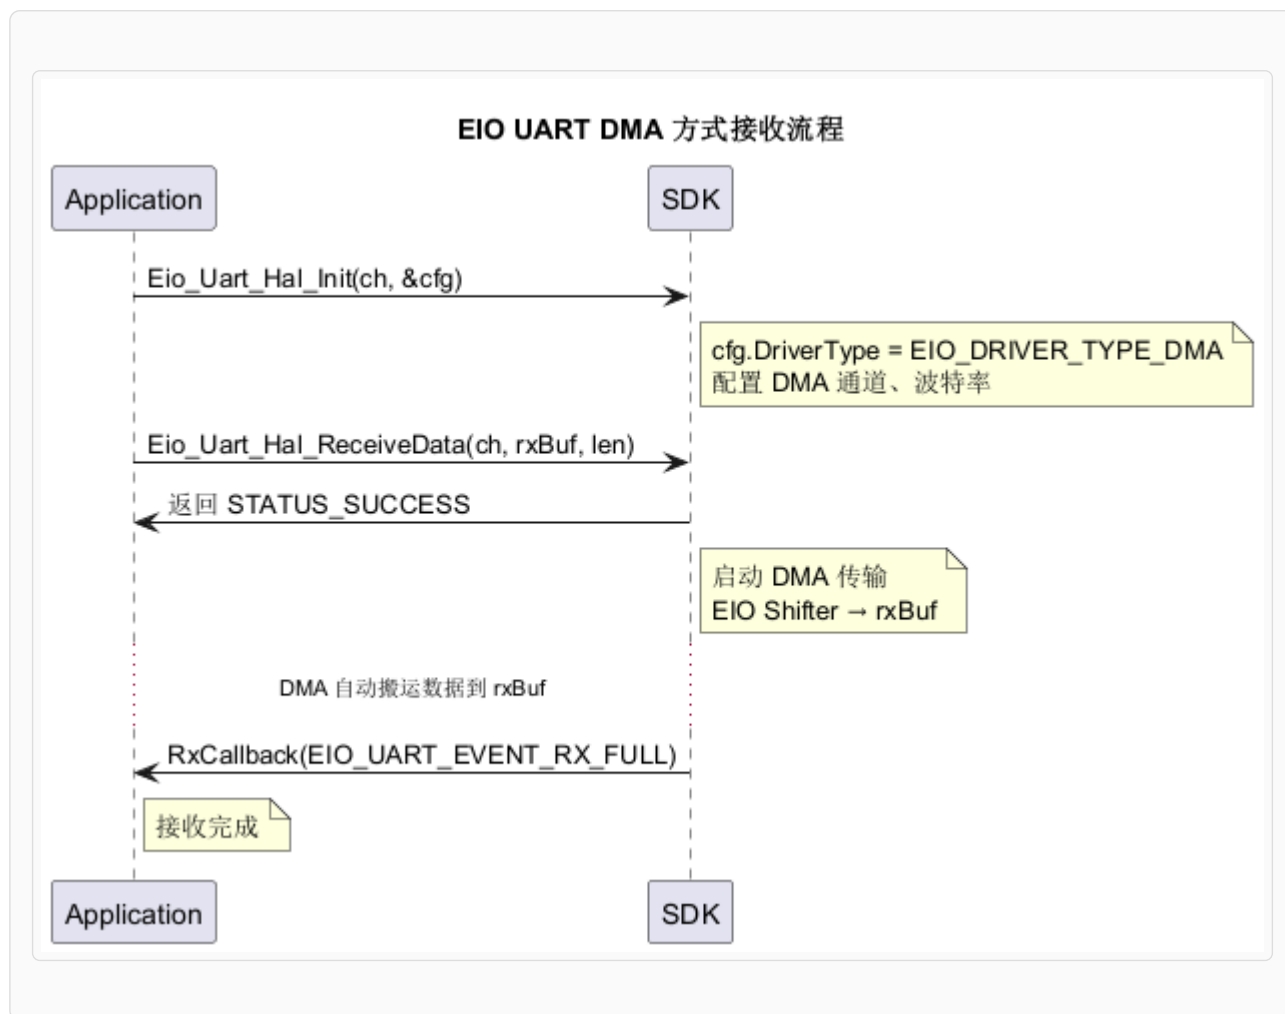 EIO UART DMA 方式接收流程
Application
SDK
Eio_Uart_Hal_Init(ch, &cfg)
cfg.DriverType = EIO_DRIVER_TYPE_DMA
配置 DMA 通道、波特率
Eio_Uart_Hal_ReceiveData(ch, rxBuf, len)
返回 STATUS_SUCCESS
启动 DMA 传输
EIO Shifter → rxBuf
DMA 自动搬运数据到 rxBuf
RxCallback(EIO_UART_EVENT_RX_FULL)
接收完成
Application
SDK